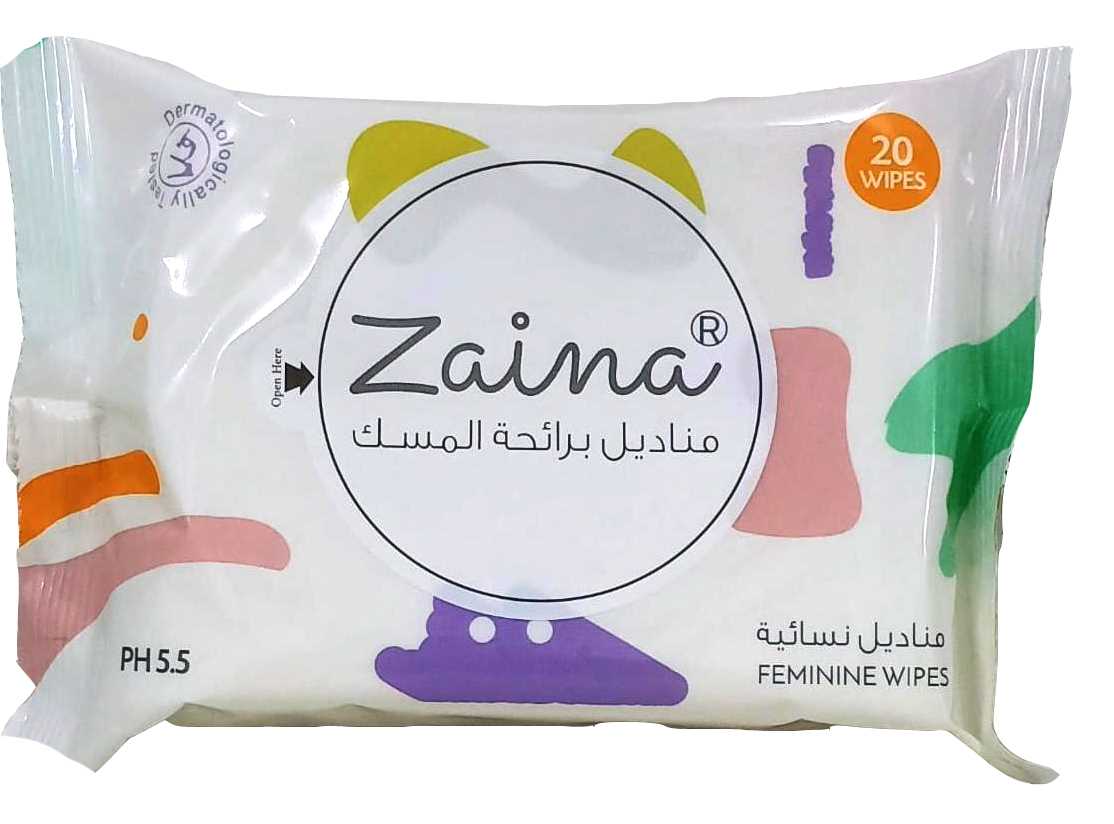 Dermatologically Tested
20
WIPES
Zaina®
Open Here
مناديل برائحة المسك
مناديل نسائية
FEMININE WIPES
PH 5.5